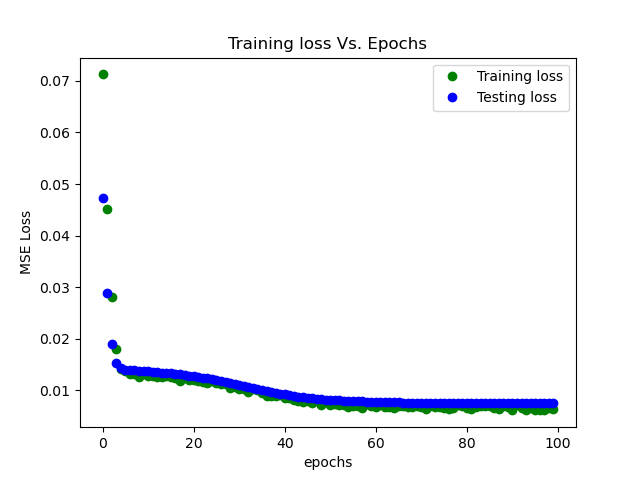 Training loss Vs. Epochs
Training loss
Testing loss
0.07
0.06
0.05
0.04
0.03
0.02
0.01
MSE Loss
0 20 40 60 80 100
epochs